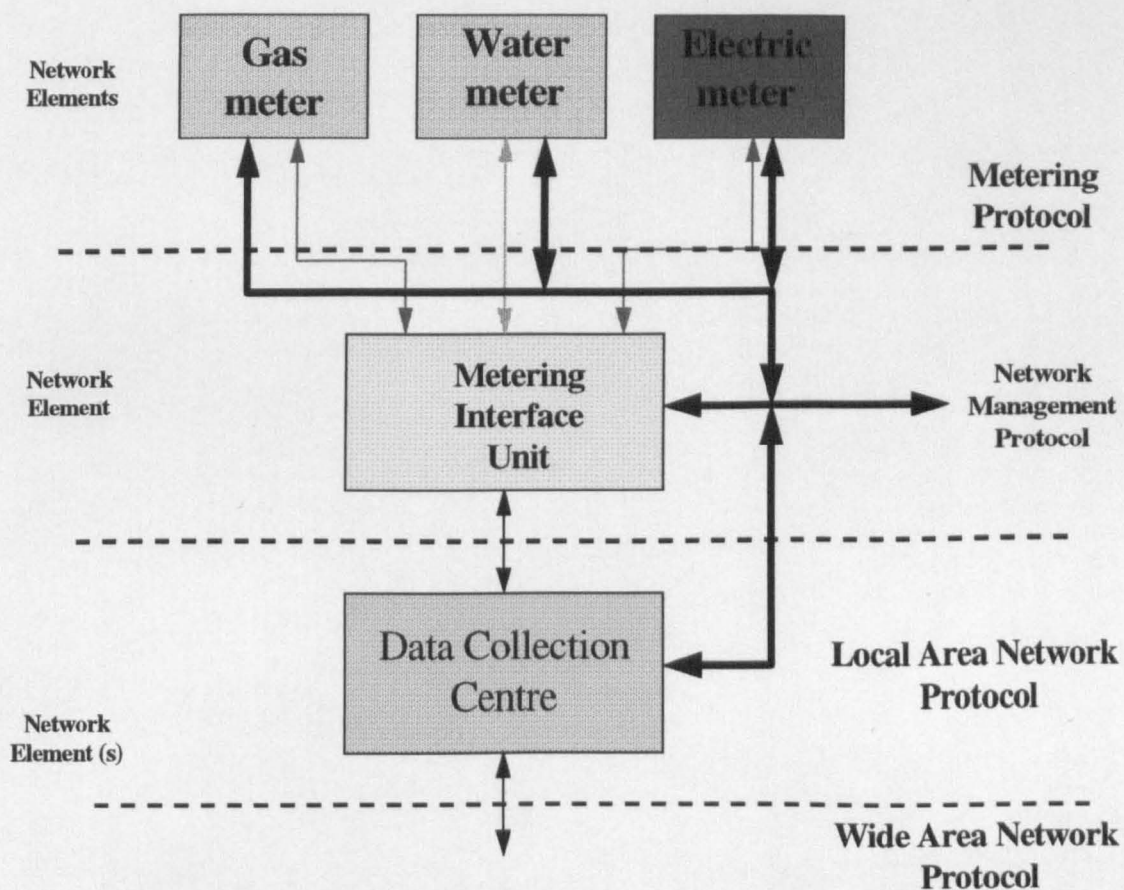 Network
Elements
Gas
meter
Water
meter
Electric
meter
Metering
Protocol
Network
Element
Metering
Interface
Unit
Network
Management
Protocol
Data Collection
Centre
Local Area Network
Protocol
Network
Element (s)
Wide Area Network
Protocol